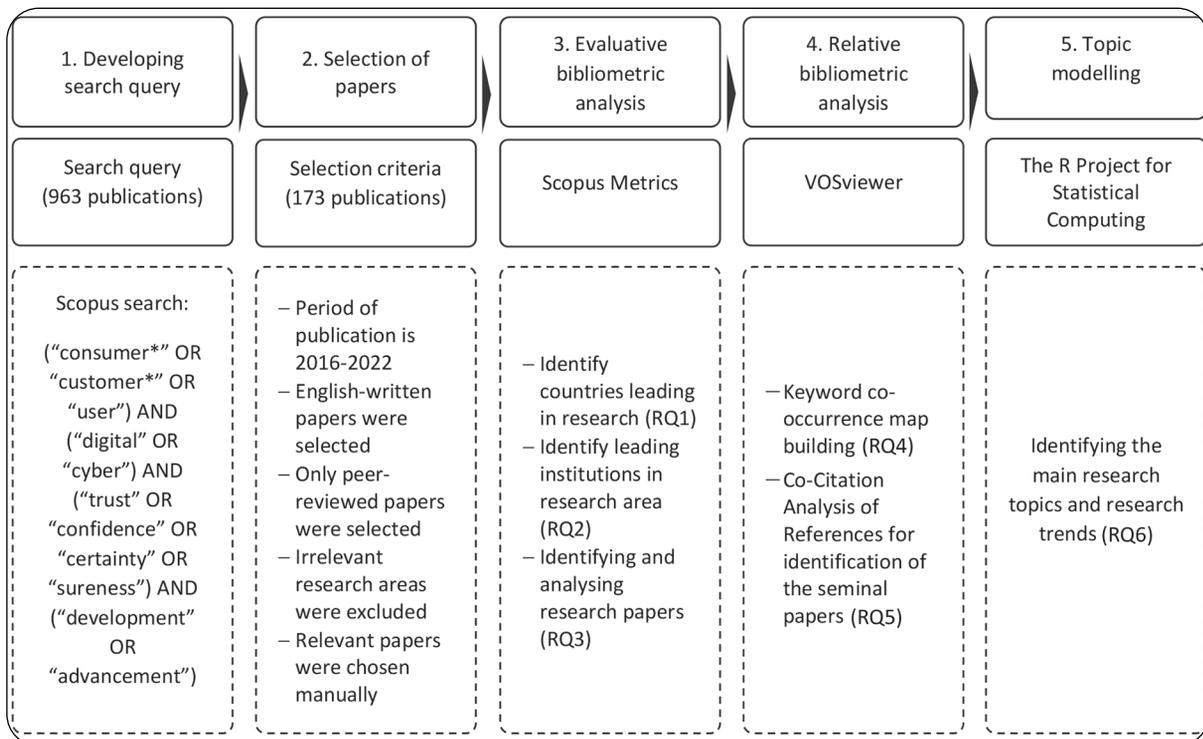 1. Developing
search query
2. Selection of
papers
3. Evaluative
bibliometric
analysis
4. Relative
bibliometric
analysis
5. Topic
modelling
Search query
(963 publications)
Selection criteria
(173 publications)
Scopus Metrics
VOSviewer
The R Project for
Statistical
Computing
Scopus search:
(“consumer*” OR
“customer*” OR
“user”) AND
(“digital” OR
“cyber”) AND
(“trust” OR
“confidence” OR
“certainty” OR
“sureness”) AND
(“development”
OR
“advancement”)
– Period of
publication is
2016-2022
– English-written
papers were
selected
– Only peer-
reviewed papers
were selected
– Irrelevant
research areas
were excluded
– Relevant papers
were chosen
manually
– Identify
countries leading
in research (RQ1)
– Identify leading
institutions in
research area
(RQ2)
– Identifying and
analysing
research papers
(RQ3)
– Keyword co-
occurrence map
building (RQ4)
– Co-Citation
Analysis of
References for
identification of
the seminal
papers (RQ5)
Identifying the
main research
topics and research
trends (RQ6)